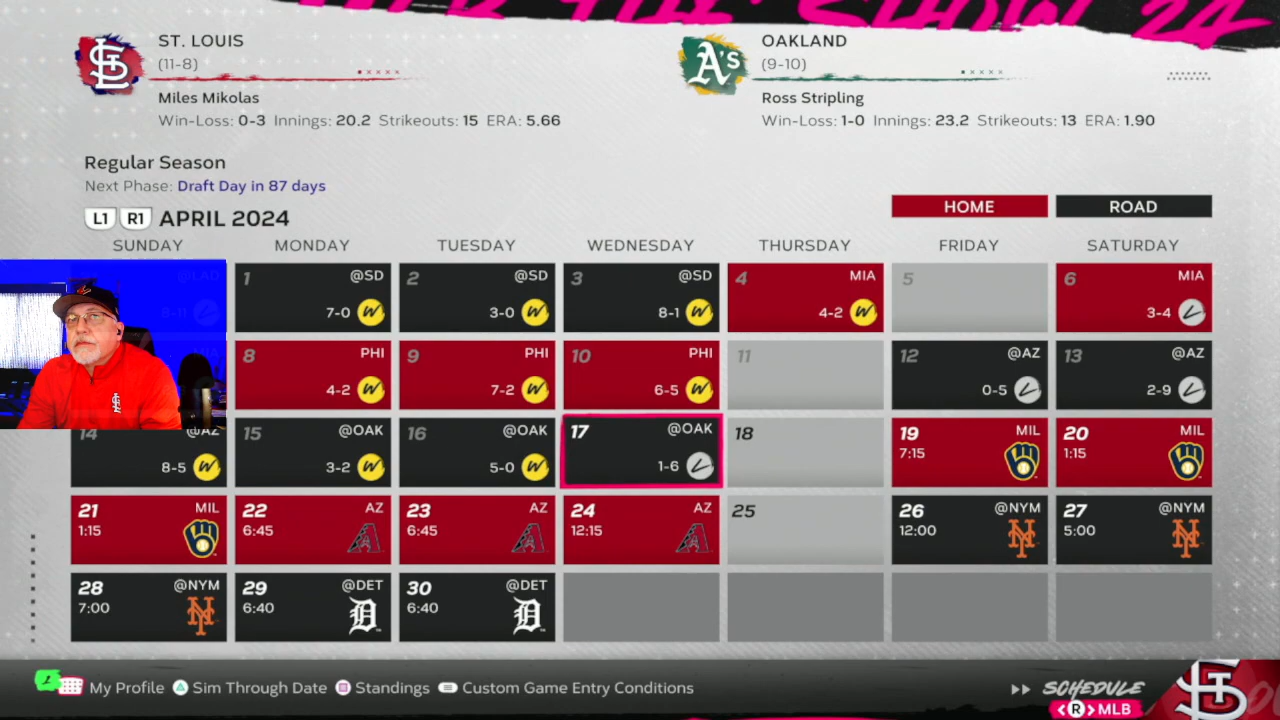 THE SHOW 24
ST. LOUIS
(11-8)
Miles Mikolas
Win-Loss: 0-3 Innings: 20.2 Strikeouts: 15 ERA: 5.66
A's
OAKLAND
(9-10)
Ross Stripling
Win-Loss: 1-0 Innings: 23.2 Strikeouts: 13 ERA: 1.90
Regular Season
Next Phase: Draft Day in 87 days
L1 R1 APRIL 2024
HOME ROAD
SUNDAY MONDAY TUESDAY WEDNESDAY THURSDAY FRIDAY SATURDAY
@LAD 1 @SD 2 @SD 3 @SD 4 MIA 5 6 MIA
8-11 L 7-0 W 3-0 W 8-1 W 4-2 W 3-4 L
8 PHI 9 PHI 10 PHI 11 12 @AZ 13 @AZ
4-2 W 7-2 W 6-5 W 0-5 L 2-9 L
14 @AZ 15 @OAK 16 @OAK 17 @OAK 18 19 MIL 20 MIL
8-5 W 3-2 W 5-0 W 1-6 L 7:15 1:15
21 MIL 22 AZ 23 AZ 24 AZ 25 26 @NYM 27 @NYM
1:15 6:45 6:45 12:15 12:00 5:00
28 @NYM 29 @DET 30 @DET
7:00 6:40 6:40
My Profile Sim Through Date Standings Custom Game Entry Conditions
SCHEDULE
R MLB